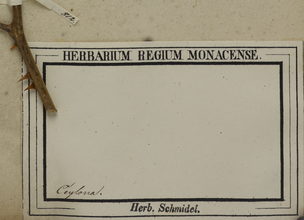 HERBARIUM REGIUM MONACENSE.
Ceylona.
Herb. Schmidel.